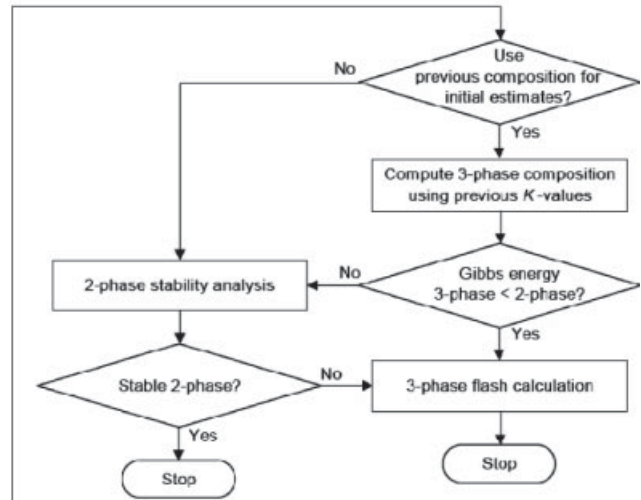 Use
previous composition for
initial estimates?
No
Yes
Compute 3-phase composition
using previous K-values
Gibbs energy
3-phase < 2-phase?
No
Yes
2-phase stability analysis
Stable 2-phase?
No
Yes
3-phase flash calculation
Stop
Stop